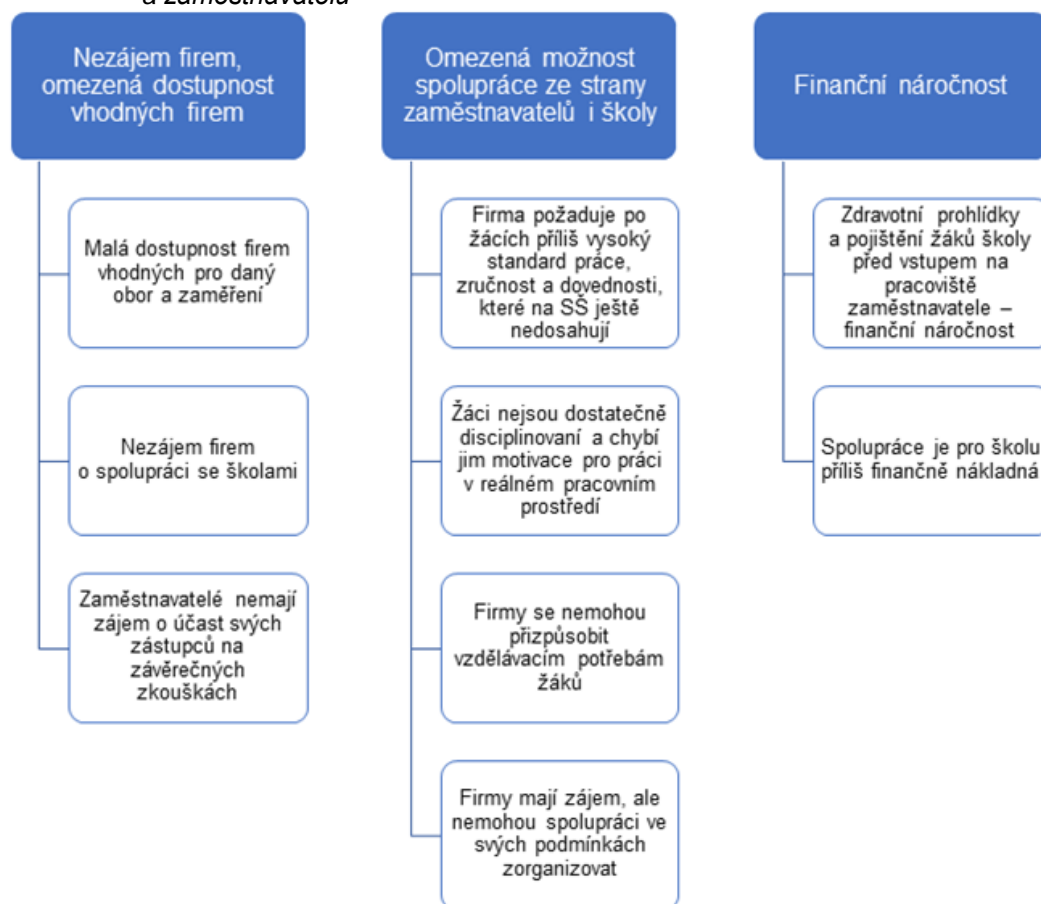 a zaměstnavatelů
Nezájem firem,
omezená dostupnost
vhodných firem
Malá dostupnost firem
vhodných pro daný
obor a zaměření
Nezájem firem
o spolupráci se školami
Zaměstnavatelé nemají
zájem o účast svých
zástupců na
závěrečných
zkouškách
Omezená možnost
spolupráce ze strany
zaměstnavatelů i školy
Firma požaduje po
žácích příliš vysoký
standard práce,
zručnost a dovednosti,
které na SŠ ještě
nedosahují
Žáci nejsou dostatečně
disciplinovaní a chybí
jim motivace pro práci
v reálném pracovním
prostředí
Firmy se nemohou
přizpůsobit
vzdělávacím potřebám
žáků
Firmy mají zájem, ale
nemohou spolupráci ve
svých podmínkách
zorganizovat
Finanční náročnost
Zdravotní prohlídky
a pojištění žáků školy
před vstupem na
pracoviště
zaměstnavatele –
finanční náročnost
Spolupráce je pro školu
příliš finančně nákladná